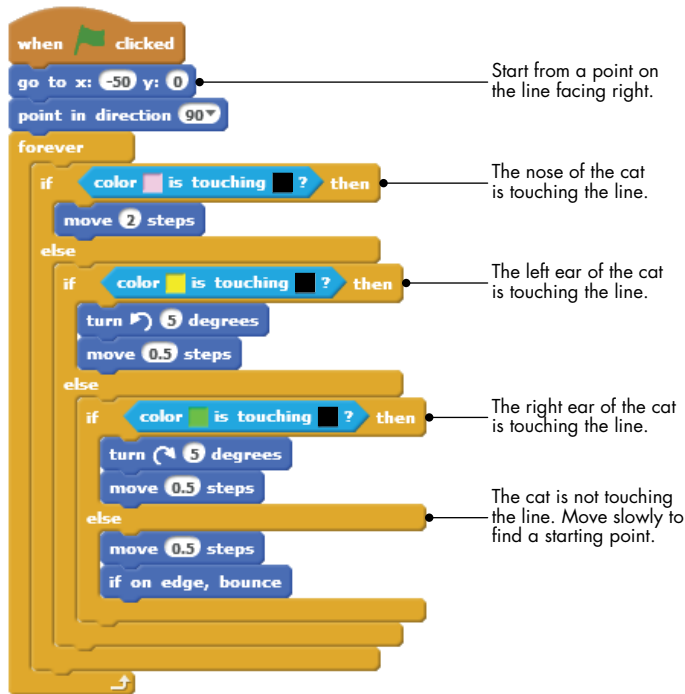 when clicked
go to x: -50 y: 0
Start from a point on
the line facing right.
point in direction 90
forever
if color is touching ? then
The nose of the cat
is touching the line.
move 2 steps
else
if color is touching ? then
The left ear of the cat
is touching the line.
turn 5 degrees
move 0.5 steps
else
if color is touching ? then
The right ear of the cat
is touching the line.
turn 5 degrees
move 0.5 steps
else
The cat is not touching
the line. Move slowly to
find a starting point.
move 0.5 steps
if on edge, bounce